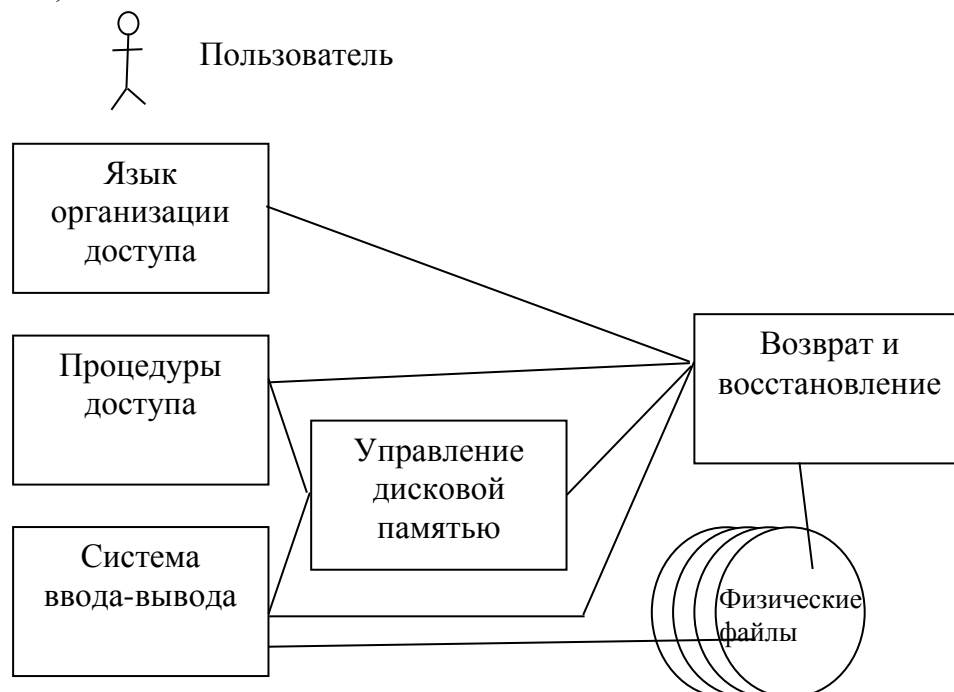 Пользователь
Язык
организации
доступа
Процедуры
доступа
Возврат и
восстановление
Управление
дисковой
памятью
Система
ввода-вывода
Физические
файлы